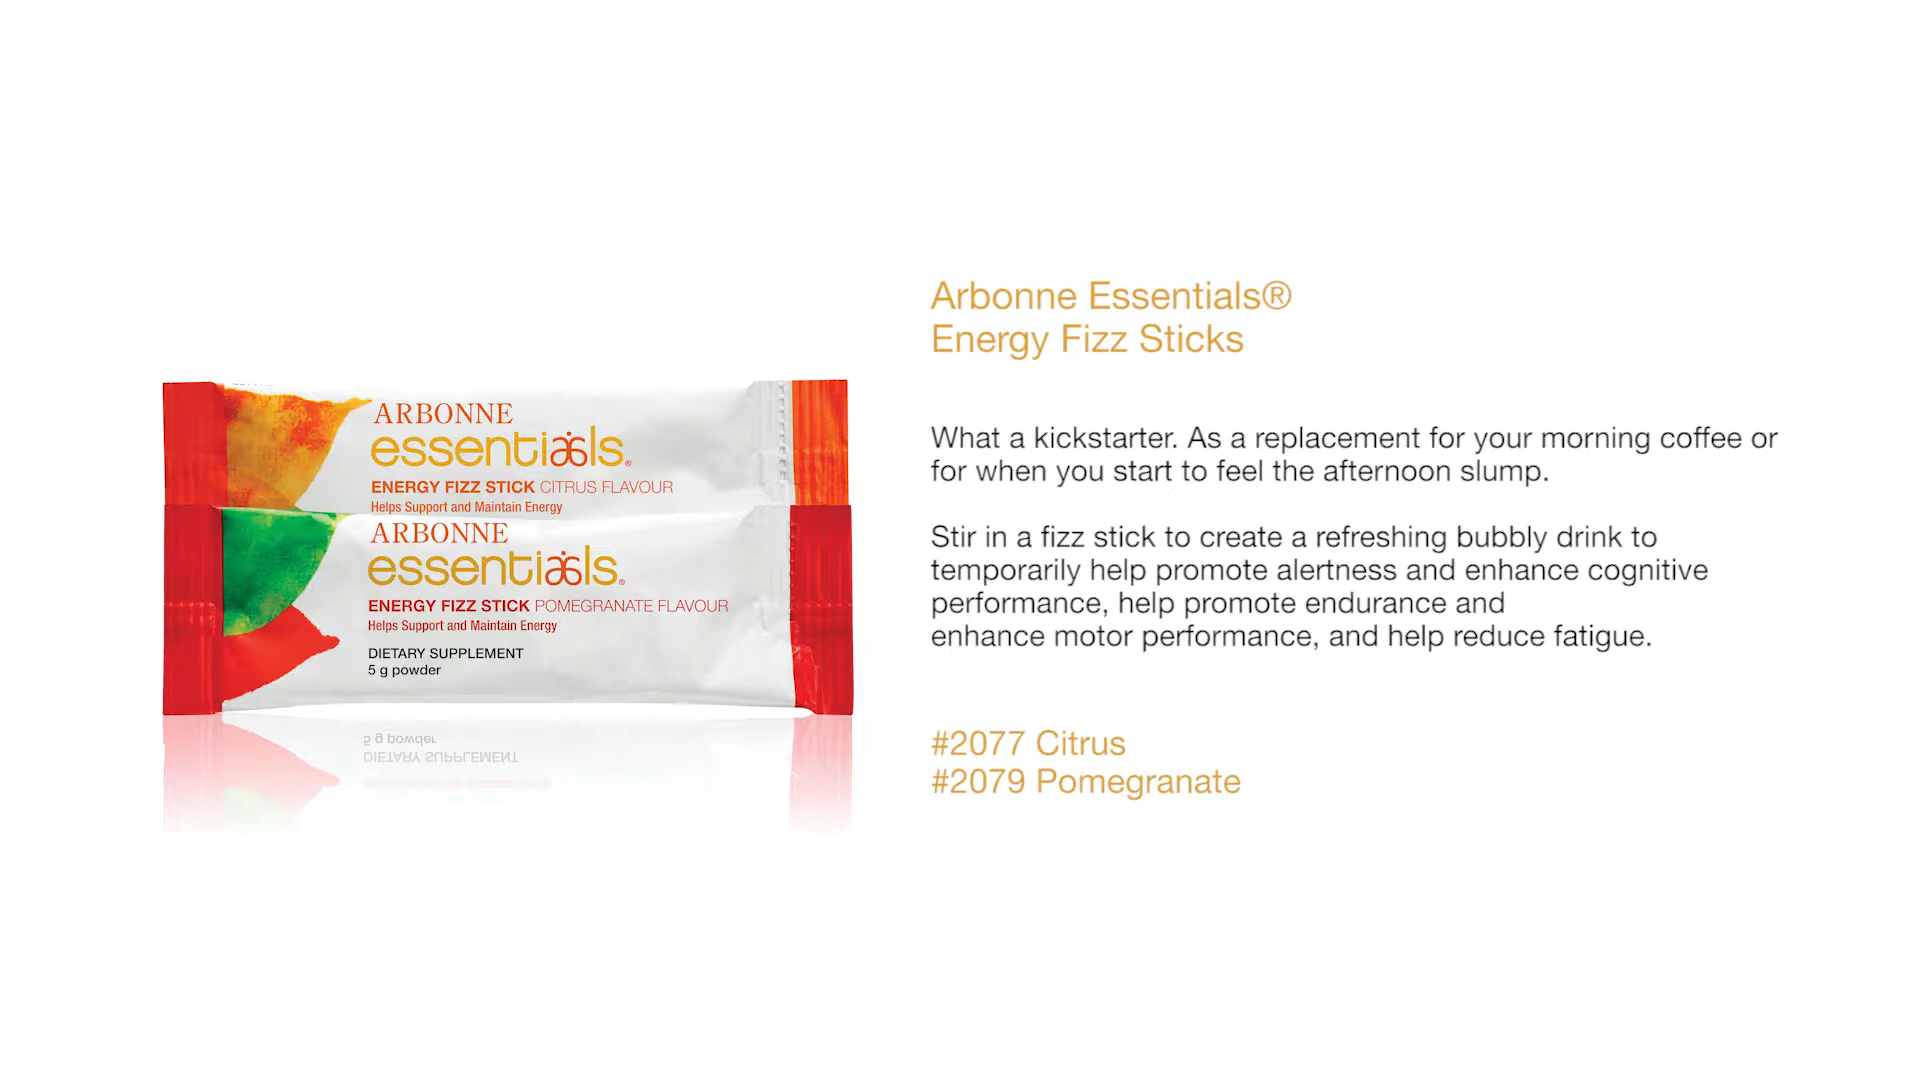 ARBONNE
essentials®
ENERGY FIZZ STICK CITRUS FLAVOUR
Helps Support and Maintain Energy
ARBONNE
essentials®
ENERGY FIZZ STICK POMEGRANATE FLAVOUR
Helps Support and Maintain Energy
DIETARY SUPPLEMENT
5 g powder
5 g powder
DIETARY SUPPLEMENT
Arbonne Essentials®
Energy Fizz Sticks
What a kickstarter. As a replacement for your morning coffee or
for when you start to feel the afternoon slump.
Stir in a fizz stick to create a refreshing bubbly drink to
temporarily help promote alertness and enhance cognitive
performance, help promote endurance and
enhance motor performance, and help reduce fatigue.
#2077 Citrus
#2079 Pomegranate